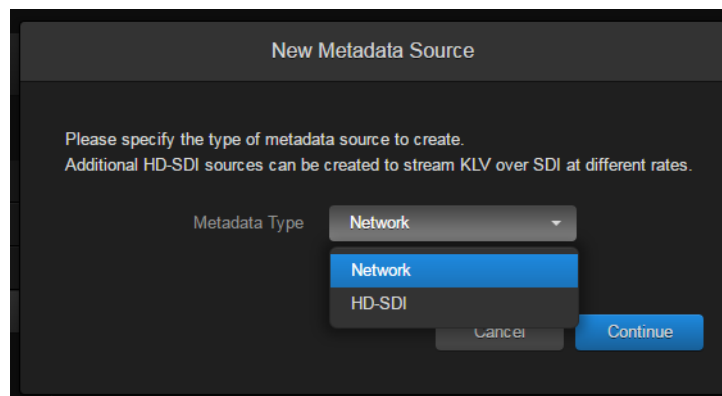 New Metadata Source
Please specify the type of metadata source to create.
Additional HD-SDI sources can be created to stream KLV over SDI at different rates.
Metadata Type Network
Network
HD-SDI
Cancel Continue